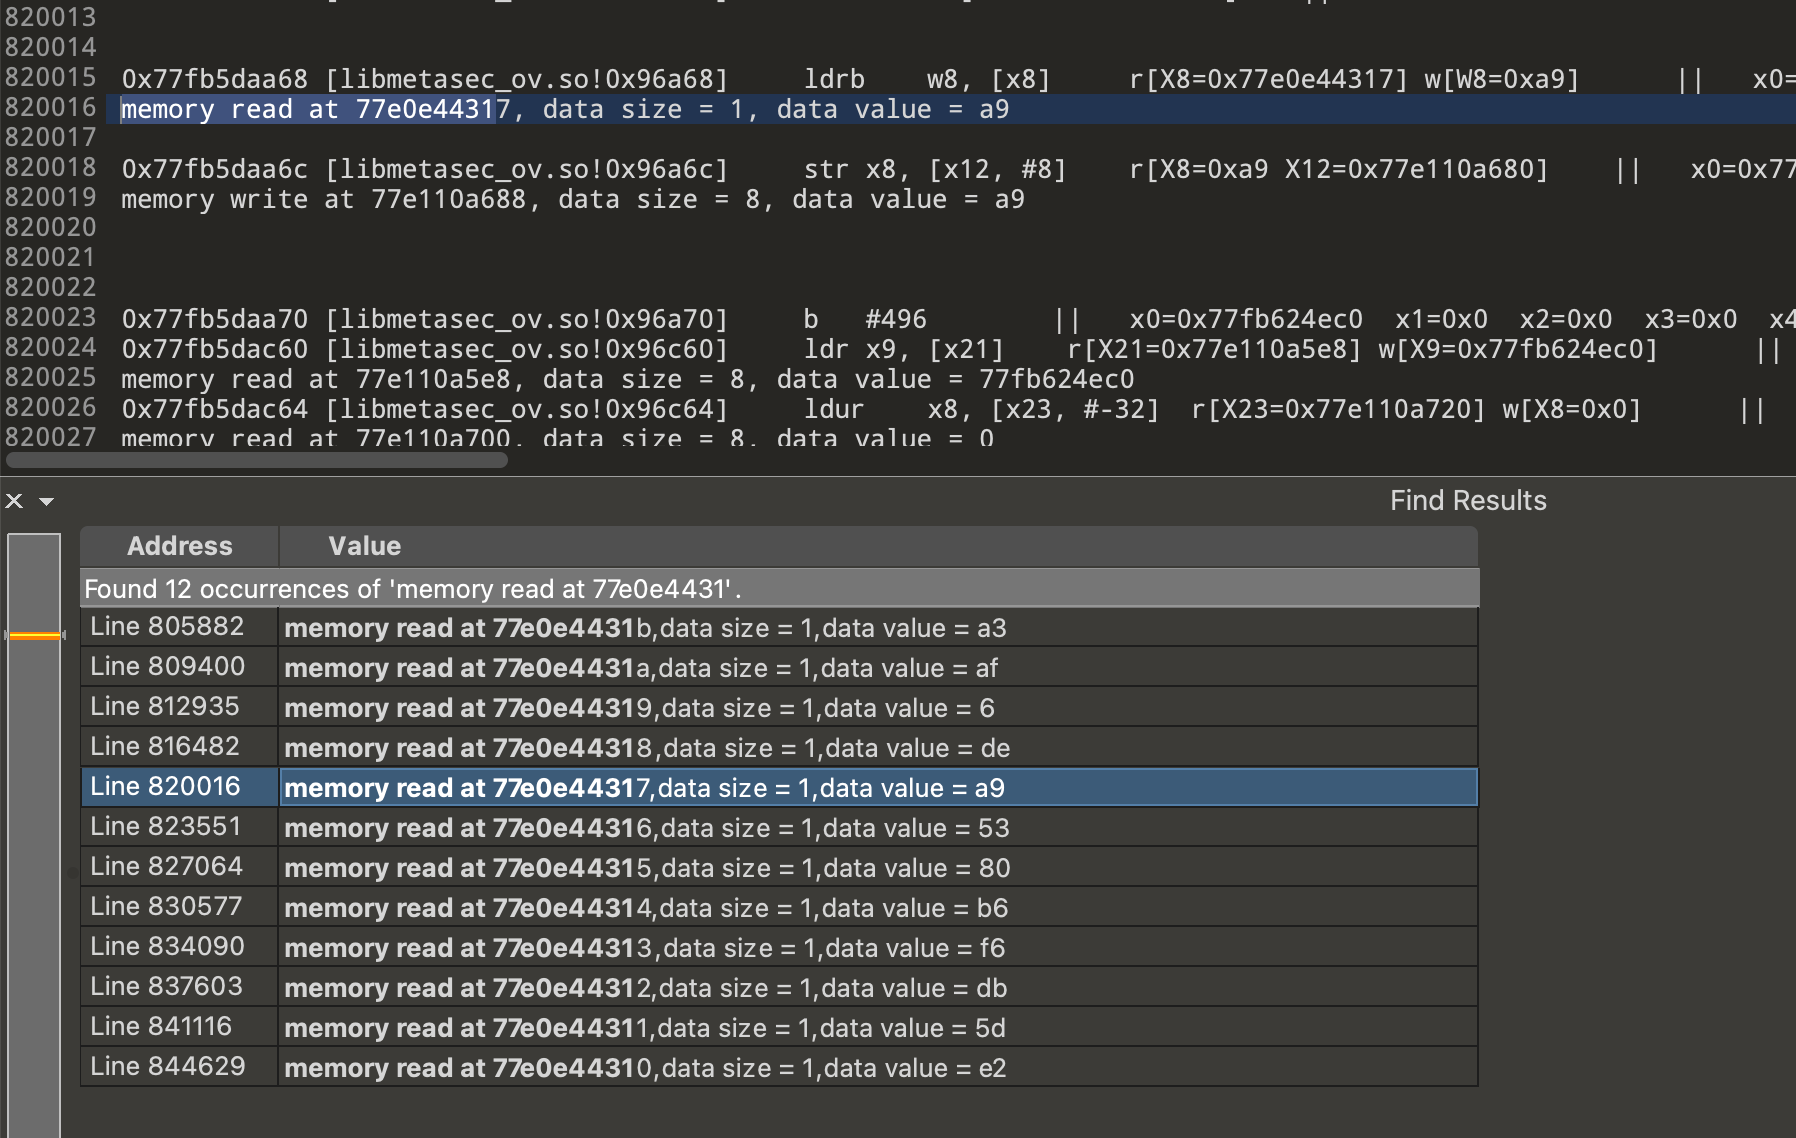 820013
820014
820015 0x77fb5daa68 [libmetasec_ov.so!0x96a68] ldrb w8, [x8] r[X8=0x77e0e44317] w[W8=0xa9] || x0=
820016 memory read at 77e0e44317, data size = 1, data value = a9
820017
820018 0x77fb5daa6c [libmetasec_ov.so!0x96a6c] str x8, [x12, #8] r[X8=0xa9 X12=0x77e110a680] || x0=0x77
820019 memory write at 77e110a688, data size = 8, data value = a9
820020
820021
820022
820023 0x77fb5daa70 [libmetasec_ov.so!0x96a70] b #496 || x0=0x77fb624ec0 x1=0x0 x2=0x0 x3=0x0 x4
820024 0x77fb5dac60 [libmetasec_ov.so!0x96c60] ldr x9, [x21] r[X21=0x77e110a5e8] w[X9=0x77fb624ec0] ||
820025 memory read at 77e110a5e8, data size = 8, data value = 77fb624ec0
820026 0x77fb5dac64 [libmetasec_ov.so!0x96c64] ldur x8, [x23, #-32] r[X23=0x77e110a720] w[X8=0x0] ||
820027 memory read at 77e110a700, data size = 8, data value = 0
Find Results
Address Value
Found 12 occurrences of 'memory read at 77e0e4431'.
Line 805882 memory read at 77e0e4431b,data size = 1,data value = a3
Line 809400 memory read at 77e0e4431a,data size = 1,data value = af
Line 812935 memory read at 77e0e44319,data size = 1,data value = 6
Line 816482 memory read at 77e0e44318,data size = 1,data value = de
Line 820016 memory read at 77e0e44317,data size = 1,data value = a9
Line 823551 memory read at 77e0e44316,data size = 1,data value = 53
Line 827064 memory read at 77e0e44315,data size = 1,data value = 80
Line 830577 memory read at 77e0e44314,data size = 1,data value = b6
Line 834090 memory read at 77e0e44313,data size = 1,data value = f6
Line 837603 memory read at 77e0e44312,data size = 1,data value = db
Line 841116 memory read at 77e0e44311,data size = 1,data value = 5d
Line 844629 memory read at 77e0e44310,data size = 1,data value = e2